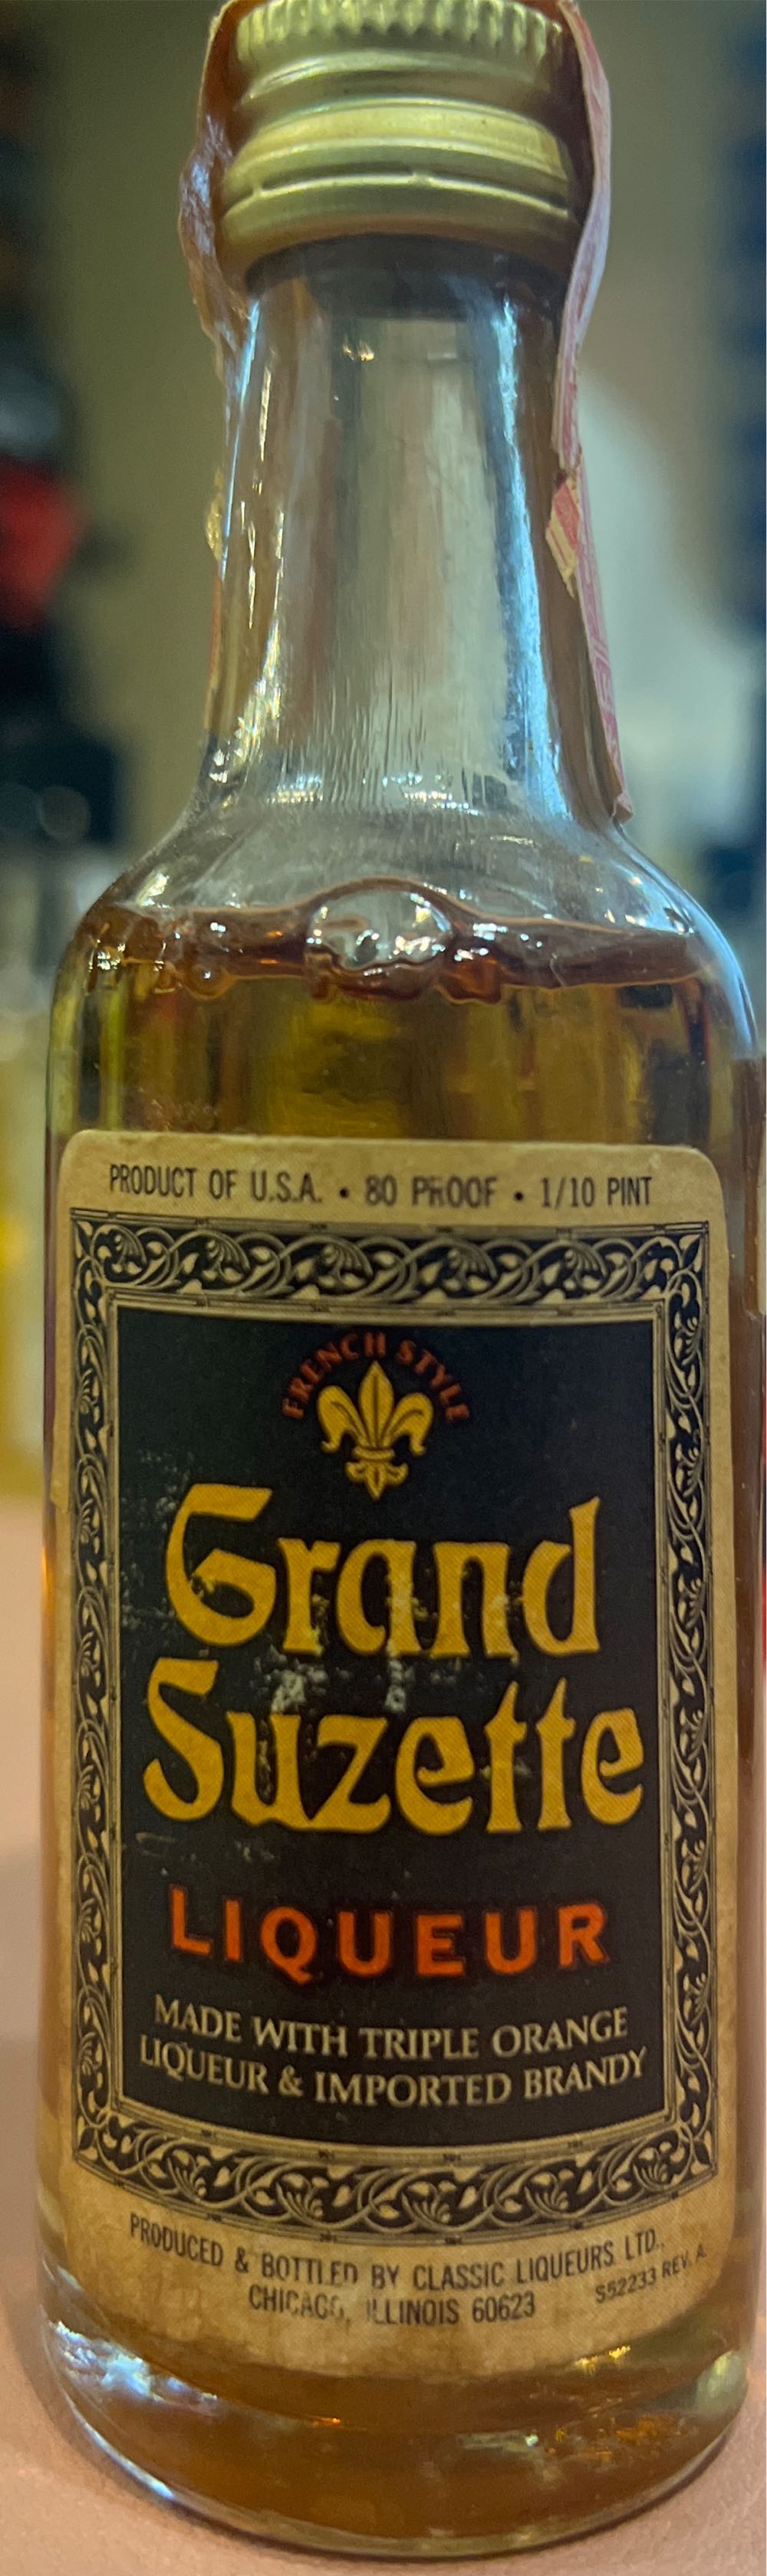 PRODUCT OF U.S.A. • 80 PROOF • 1/10 PINT
FRENCH STYLE
Grand
Suzette
LIQUEUR
MADE WITH TRIPLE ORANGE
LIQUEUR & IMPORTED BRANDY
PRODUCED & BOTTLED BY CLASSIC LIQUEURS LTD.,
CHICAGO, ILLINOIS 60623
S52233 REV. A